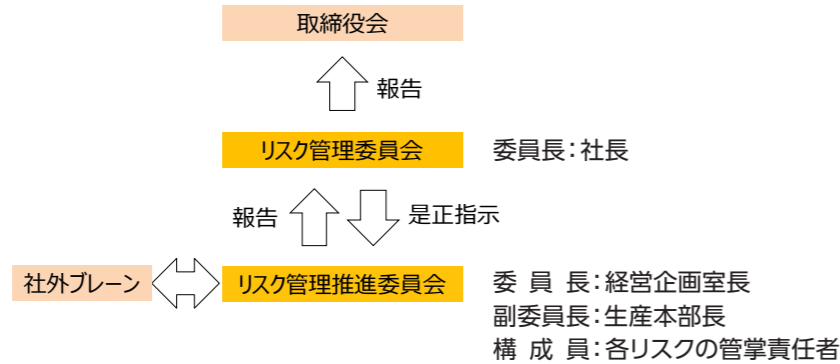 取締役会
報告
リスク管理委員会 委員長:社長
報告 是正指示
社外ブレーン リスク管理推進委員会 委 員 長:経営企画室長
副委員長:生産本部長
構 成 員:各リスクの管掌責任者